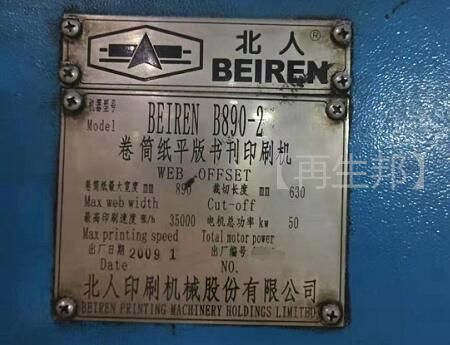 北人®
BEIREN
机器型号 BEIREN B890-2
Model
卷筒纸平版书刊印刷机
WEB OFFSET
卷筒纸最大宽度 mm 890 裁切长度 mm 630
Max web width Cut-off
最高印刷速度 张/h 35000 电机总功率 kw 50
Max printing speed Total motor power
出厂日期 2009 1 出厂编号
Date NO.
北人印刷机械股份有限公司
BEIREN PRINTING MACHINERY HOLDINGS LIMITED
【再生邦】